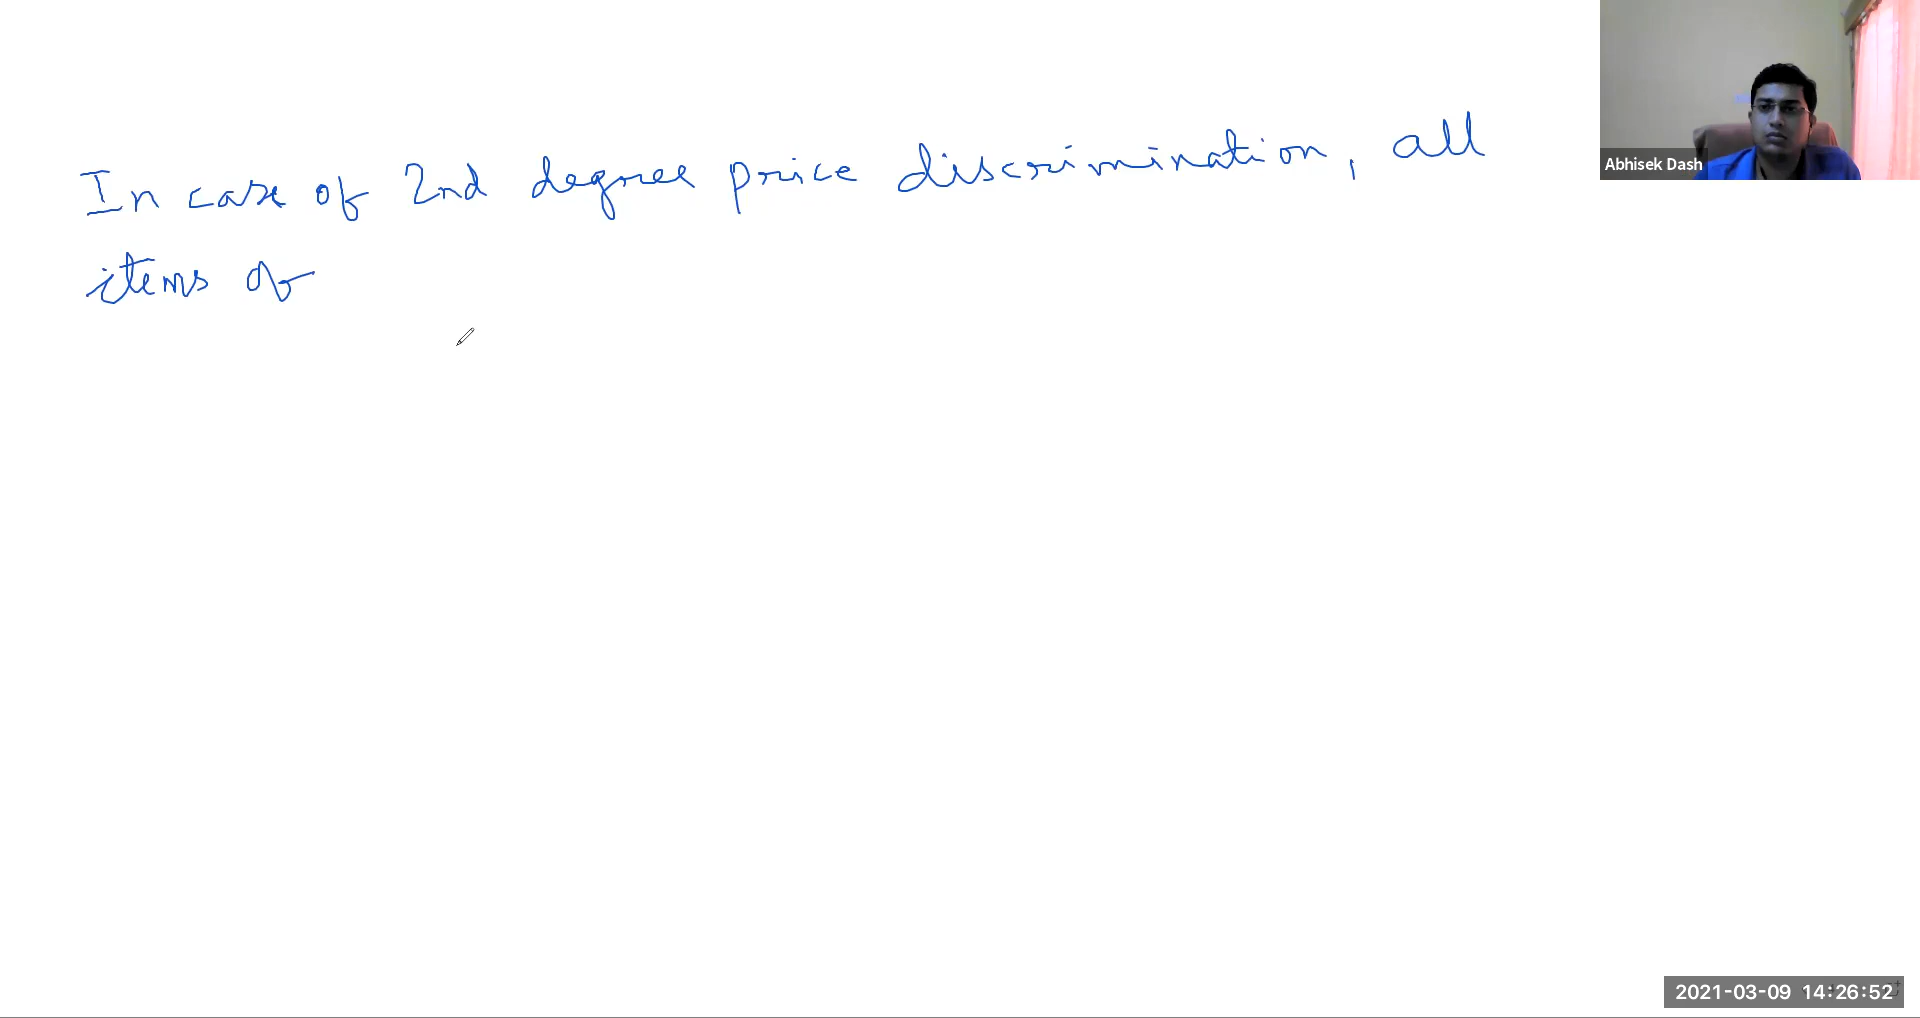 In case of 2nd degree price discrimination, all
items of
Abhisek Dash
2021-03-09 14:26:52